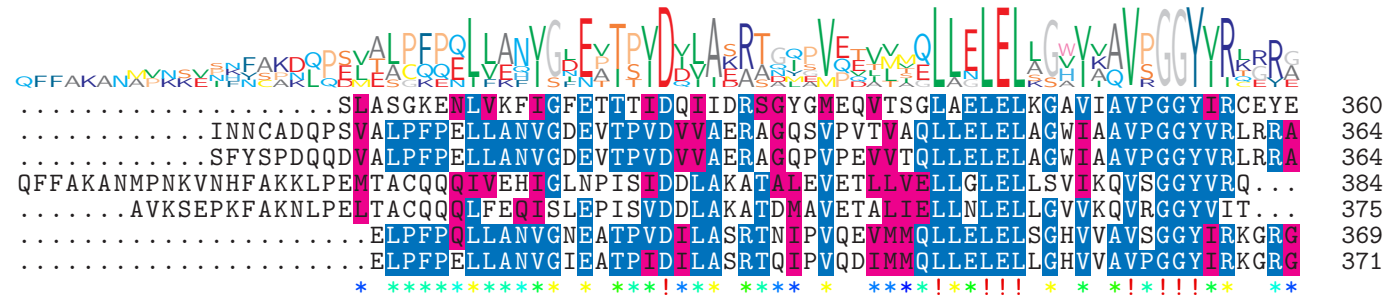 ....................SLASGKENLVKFIGFETTTIDQIIDRSGYGMEQVTSGLAELELKGAVIAVPGGYIRCEYE 360
............INNCADQPSVALPFPELLANVGDEVTPVDVVAERAGQSVPVTVAQLLELELAGWIAAVPGGYVRLRRA 364
............SFYSPDQQDVALPFPELLANVGDEVTPVDVVAERAGQPVPEVVTQLLELELAGWIAAVPGGYVRLRRA 364
QFFAKANMPNKVNHFAKKLPEMTACQQQIVEHIGLNPISIDDLAKATALEVETLLVELLGLELLSVIKQVSGGYVRQ... 384
.......AVKSEPKFAKNLPELTACQQQLFEQISLEPISVDDLAKATDMAVETALIELLNLELLGVVKQVRGGYVIT... 375
......................ELPFPQLLANVGNEATPVDILASRTNIPVQEVMMQLLELELSGHVVAVSGGYIRKGRG 369
......................ELPFPELLANVGIEATPIDILASRTQIPVQDIMMQLLELELLGHVVAVPGGYIRKGRG 371
* *********** * ***!*** **** * ****!**!!! * ** *!*!!!** **